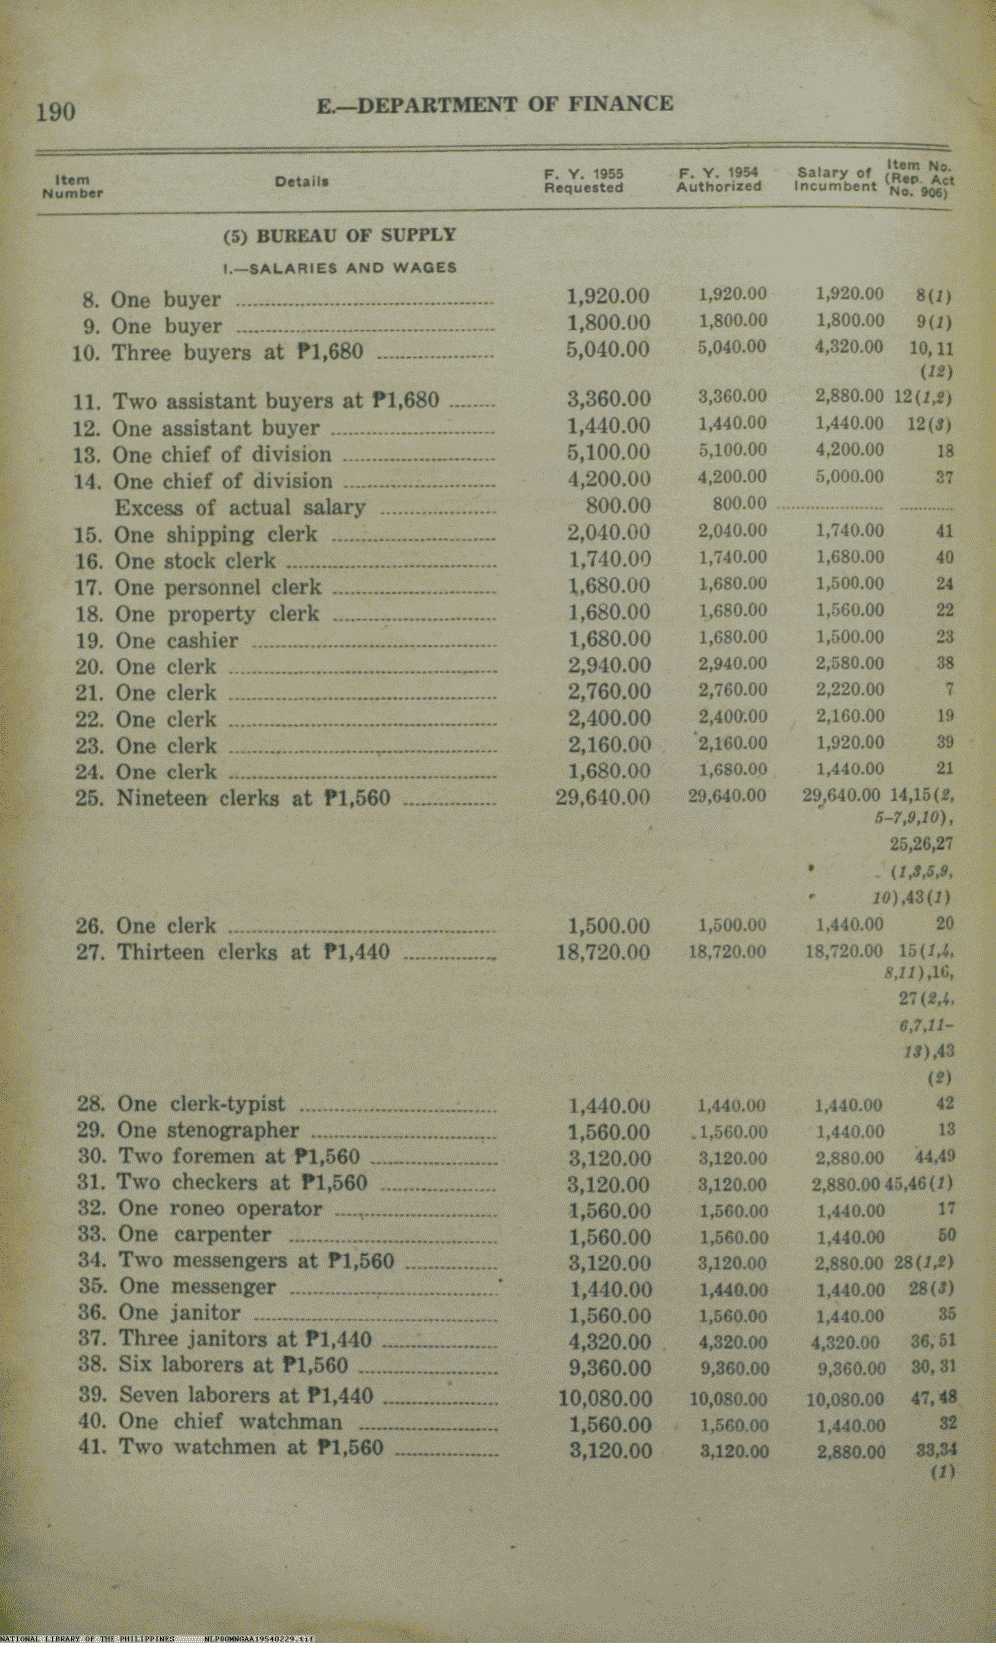 190
E.—DEPARTMENT OF FINANCE
Item Number Details F. Y. 1955 Requested F. Y. 1954 Authorized Salary of Incumbent Item No. (Rep. Act No. 906)
(5) BUREAU OF SUPPLY
I.—SALARIES AND WAGES
8. One buyer 1,920.00 1,920.00 1,920.00 8(1)
9. One buyer 1,800.00 1,800.00 1,800.00 9(1)
10. Three buyers at ₱1,680 5,040.00 5,040.00 4,320.00 10,11
(12)
11. Two assistant buyers at ₱1,680 3,360.00 3,360.00 2,880.00 12(1,2)
12. One assistant buyer 1,440.00 1,440.00 1,440.00 12(3)
13. One chief of division 5,100.00 5,100.00 4,200.00 18
14. One chief of division 4,200.00 4,200.00 5,000.00 37
Excess of actual salary 800.00 800.00
15. One shipping clerk 2,040.00 2,040.00 1,740.00 41
16. One stock clerk 1,740.00 1,740.00 1,680.00 40
17. One personnel clerk 1,680.00 1,680.00 1,500.00 24
18. One property clerk 1,680.00 1,680.00 1,560.00 22
19. One cashier 1,680.00 1,680.00 1,500.00 23
20. One clerk 2,940.00 2,940.00 2,580.00 38
21. One clerk 2,760.00 2,760.00 2,220.00 7
22. One clerk 2,400.00 2,400.00 2,160.00 19
23. One clerk 2,160.00 2,160.00 1,920.00 39
24. One clerk 1,680.00 1,680.00 1,440.00 21
25. Nineteen clerks at ₱1,560 29,640.00 29,640.00 29,640.00 14,15(2,
5–7,9,10),
25,26,27
(1,3,5,9,
10),43(1)
26. One clerk 1,500.00 1,500.00 1,440.00 20
27. Thirteen clerks at ₱1,440 18,720.00 18,720.00 18,720.00 15(1,4,
8,11),16,
27(2,4,
6,7,11–
13),43
(2)
28. One clerk-typist 1,440.00 1,440.00 1,440.00 42
29. One stenographer 1,560.00 1,560.00 1,440.00 13
30. Two foremen at ₱1,560 3,120.00 3,120.00 2,880.00 44,49
31. Two checkers at ₱1,560 3,120.00 3,120.00 2,880.00 45,46(1)
32. One roneo operator 1,560.00 1,560.00 1,440.00 17
33. One carpenter 1,560.00 1,560.00 1,440.00 50
34. Two messengers at ₱1,560 3,120.00 3,120.00 2,880.00 28(1,2)
35. One messenger 1,440.00 1,440.00 1,440.00 28(3)
36. One janitor 1,560.00 1,560.00 1,440.00 35
37. Three janitors at ₱1,440 4,320.00 4,320.00 4,320.00 36,51
38. Six laborers at ₱1,560 9,360.00 9,360.00 9,360.00 30,31
39. Seven laborers at ₱1,440 10,080.00 10,080.00 10,080.00 47,48
40. One chief watchman 1,560.00 1,560.00 1,440.00 32
41. Two watchmen at ₱1,560 3,120.00 3,120.00 2,880.00 33,34
(1)
NATIONAL LIBRARY OF THE PHILIPPINES NLP00MNGAA19540229.tif